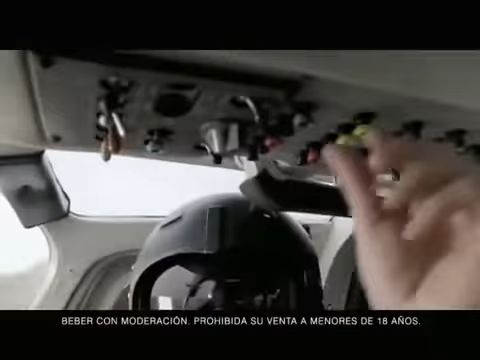 BEBER CON MODERACIÓN. PROHIBIDA SU VENTA A MENORES DE 18 AÑOS.